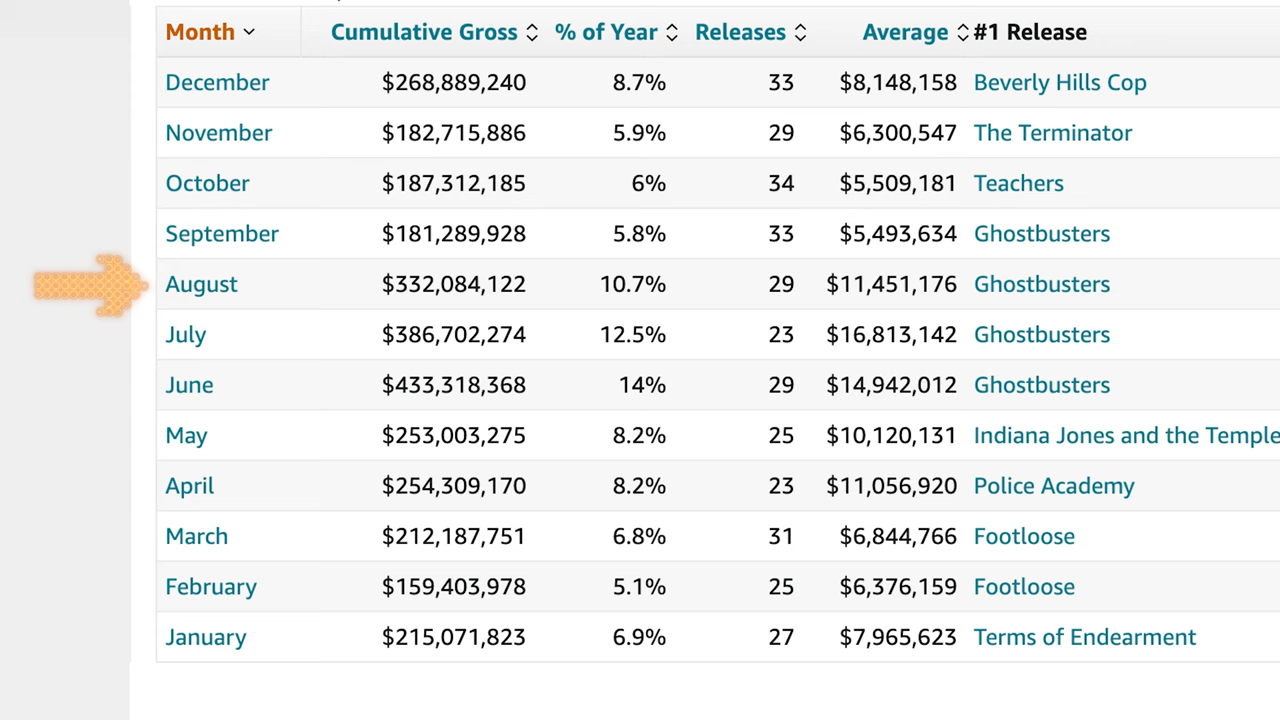 Month Cumulative Gross % of Year Releases Average #1 Release
December $268,889,240 8.7% 33 $8,148,158 Beverly Hills Cop
November $182,715,886 5.9% 29 $6,300,547 The Terminator
October $187,312,185 6% 34 $5,509,181 Teachers
September $181,289,928 5.8% 33 $5,493,634 Ghostbusters
August $332,084,122 10.7% 29 $11,451,176 Ghostbusters
July $386,702,274 12.5% 23 $16,813,142 Ghostbusters
June $433,318,368 14% 29 $14,942,012 Ghostbusters
May $253,003,275 8.2% 25 $10,120,131 Indiana Jones and the Temple
April $254,309,170 8.2% 23 $11,056,920 Police Academy
March $212,187,751 6.8% 31 $6,844,766 Footloose
February $159,403,978 5.1% 25 $6,376,159 Footloose
January $215,071,823 6.9% 27 $7,965,623 Terms of Endearment